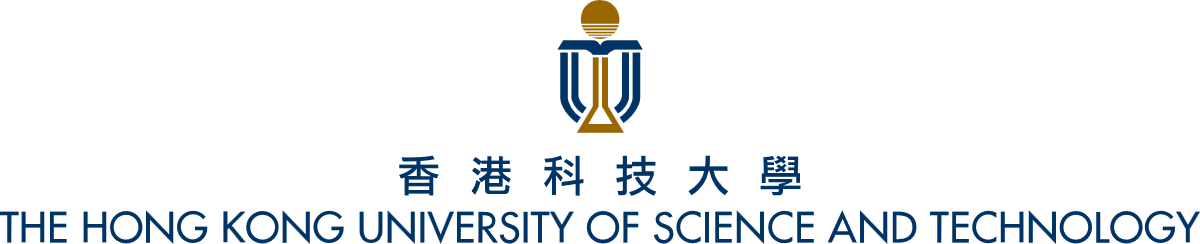 香港科技大學
THE HONG KONG UNIVERSITY OF SCIENCE AND TECHNOLOGY